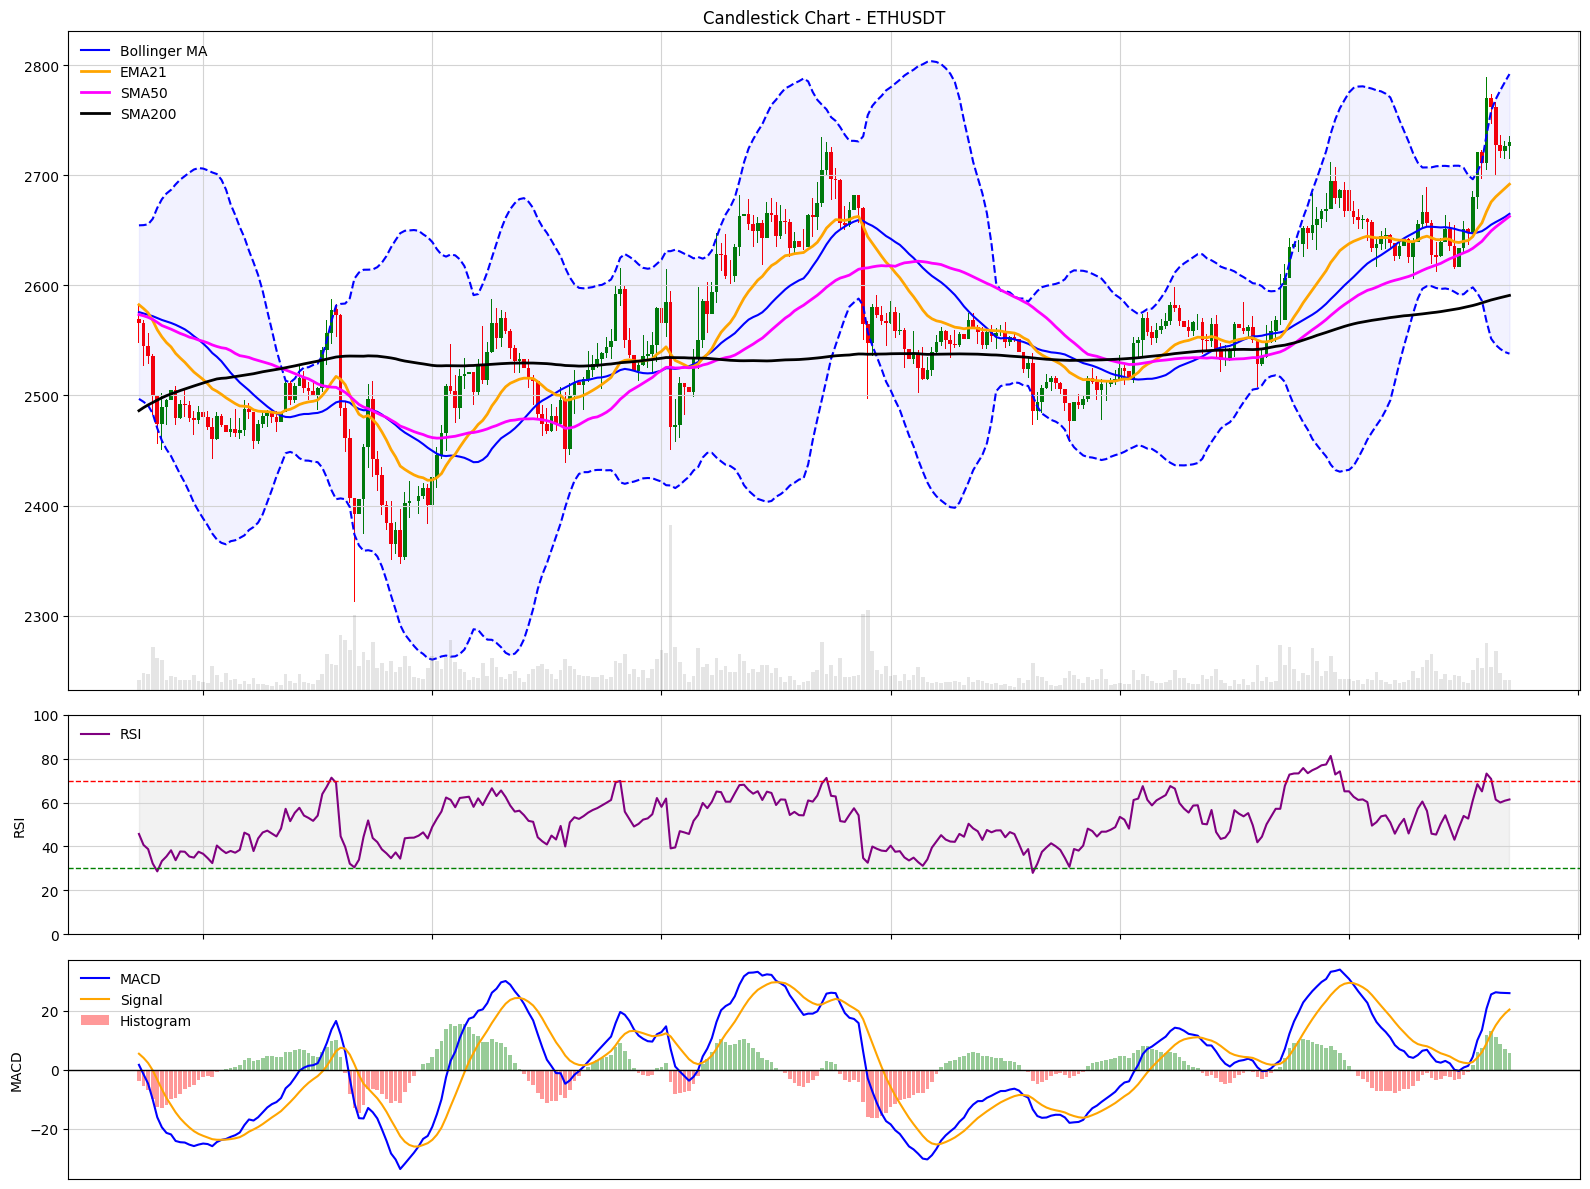 Candlestick Chart - ETHUSDT
Bollinger MA
EMA21
SMA50
SMA200
2800
2700
2600
2500
2400
2300
RSI
100
80
60
40
20
0
RSI
MACD
Signal
Histogram
20
0
−20
MACD